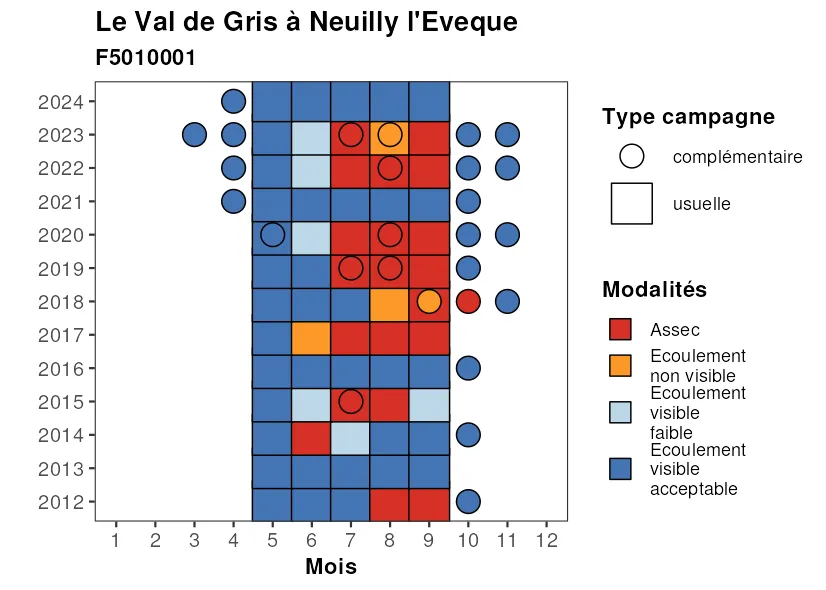 Le Val de Gris à Neuilly l'Eveque
F5010001
2024
2023
2022
2021
2020
2019
2018
2017
2016
2015
2014
2013
2012
1 2 3 4 5 6 7 8 9 10 11 12
Mois
Type campagne
complémentaire
usuelle
Modalités
Assec
Ecoulement
non visible
Ecoulement
visible
faible
Ecoulement
visible
acceptable